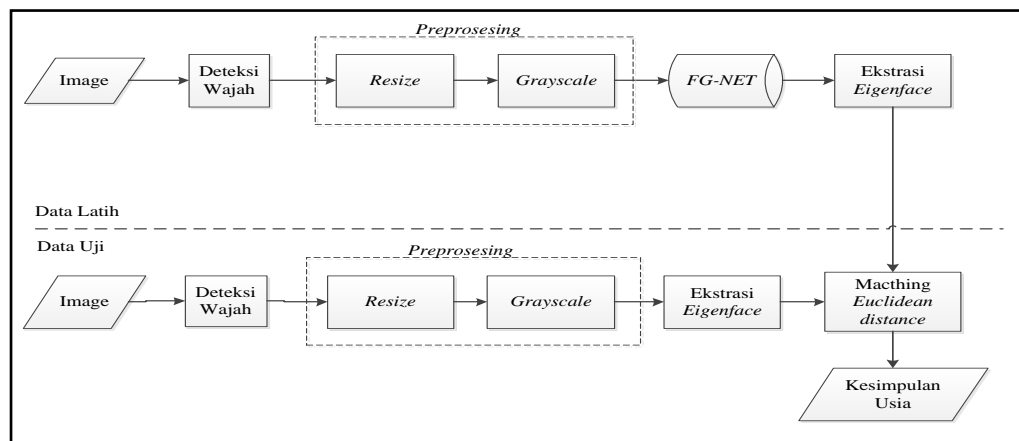 Preprosesing
Image
Deteksi
Wajah
Resize
Grayscale
FG-NET
Ekstrasi
Eigenface
Data Latih
Data Uji
Preprosesing
Image
Deteksi
Wajah
Resize
Grayscale
Ekstrasi
Eigenface
Macthing
Euclidean
distance
Kesimpulan
Usia